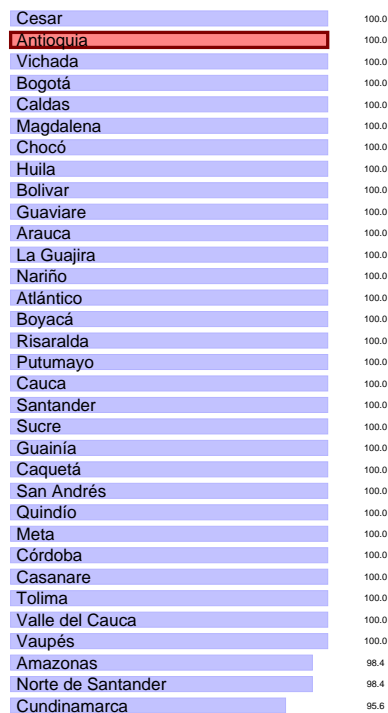 Cesar 100.0
Antioquia 100.0
Vichada 100.0
Bogotá 100.0
Caldas 100.0
Magdalena 100.0
Chocó 100.0
Huila 100.0
Bolivar 100.0
Guaviare 100.0
Arauca 100.0
La Guajira 100.0
Nariño 100.0
Atlántico 100.0
Boyacá 100.0
Risaralda 100.0
Putumayo 100.0
Cauca 100.0
Santander 100.0
Sucre 100.0
Guainía 100.0
Caquetá 100.0
San Andrés 100.0
Quindío 100.0
Meta 100.0
Córdoba 100.0
Casanare 100.0
Tolima 100.0
Valle del Cauca 100.0
Vaupés 100.0
Amazonas 98.4
Norte de Santander 98.4
Cundinamarca 95.6